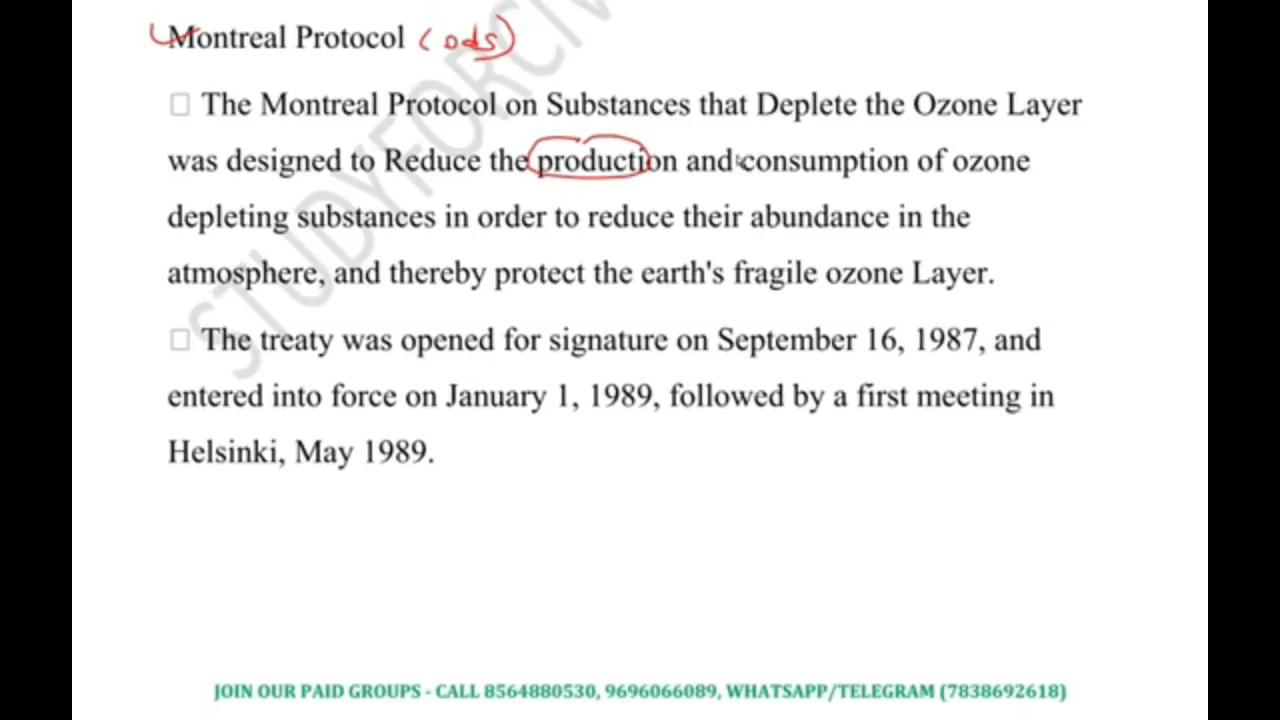 Montreal Protocol (ods)
□ The Montreal Protocol on Substances that Deplete the Ozone Layer
was designed to Reduce the production and consumption of ozone
depleting substances in order to reduce their abundance in the
atmosphere, and thereby protect the earth's fragile ozone Layer.
□ The treaty was opened for signature on September 16, 1987, and
entered into force on January 1, 1989, followed by a first meeting in
Helsinki, May 1989.
STUDYFORCIV
JOIN OUR PAID GROUPS - CALL 8564880530, 9696066089, WHATSAPP/TELEGRAM (7838692618)